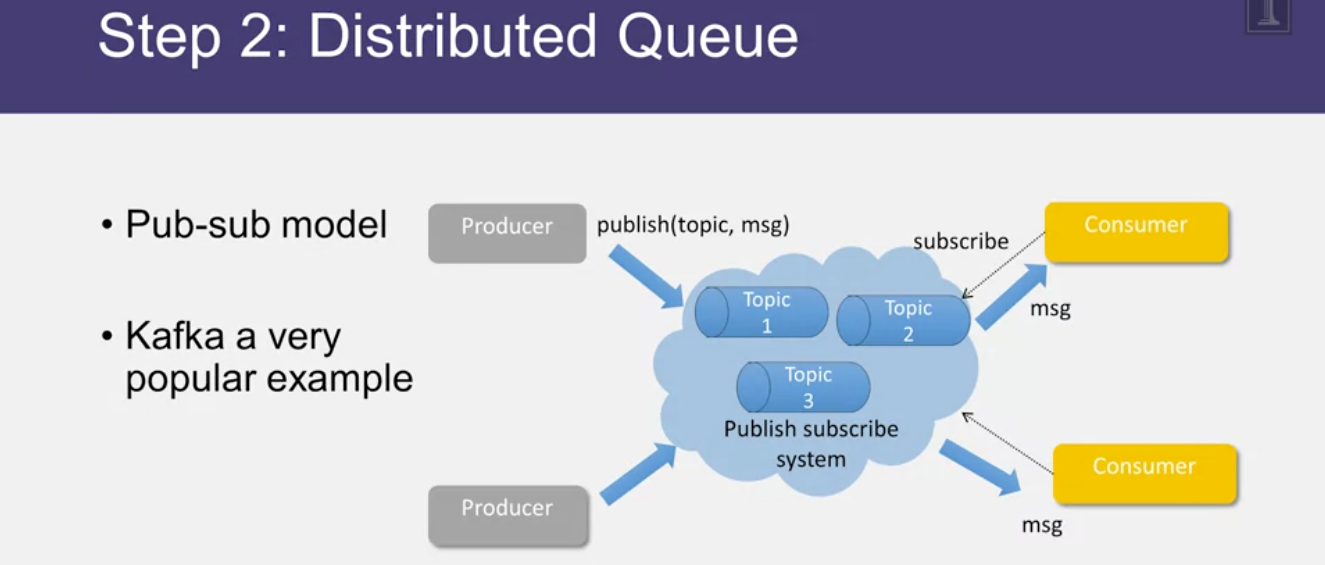 Step 2: Distributed Queue
• Pub-sub model
• Kafka a very
popular example
Producer
publish(topic, msg)
subscribe
Consumer
msg
Topic
1
Topic
2
Topic
3
Publish subscribe
system
Producer
Consumer
msg